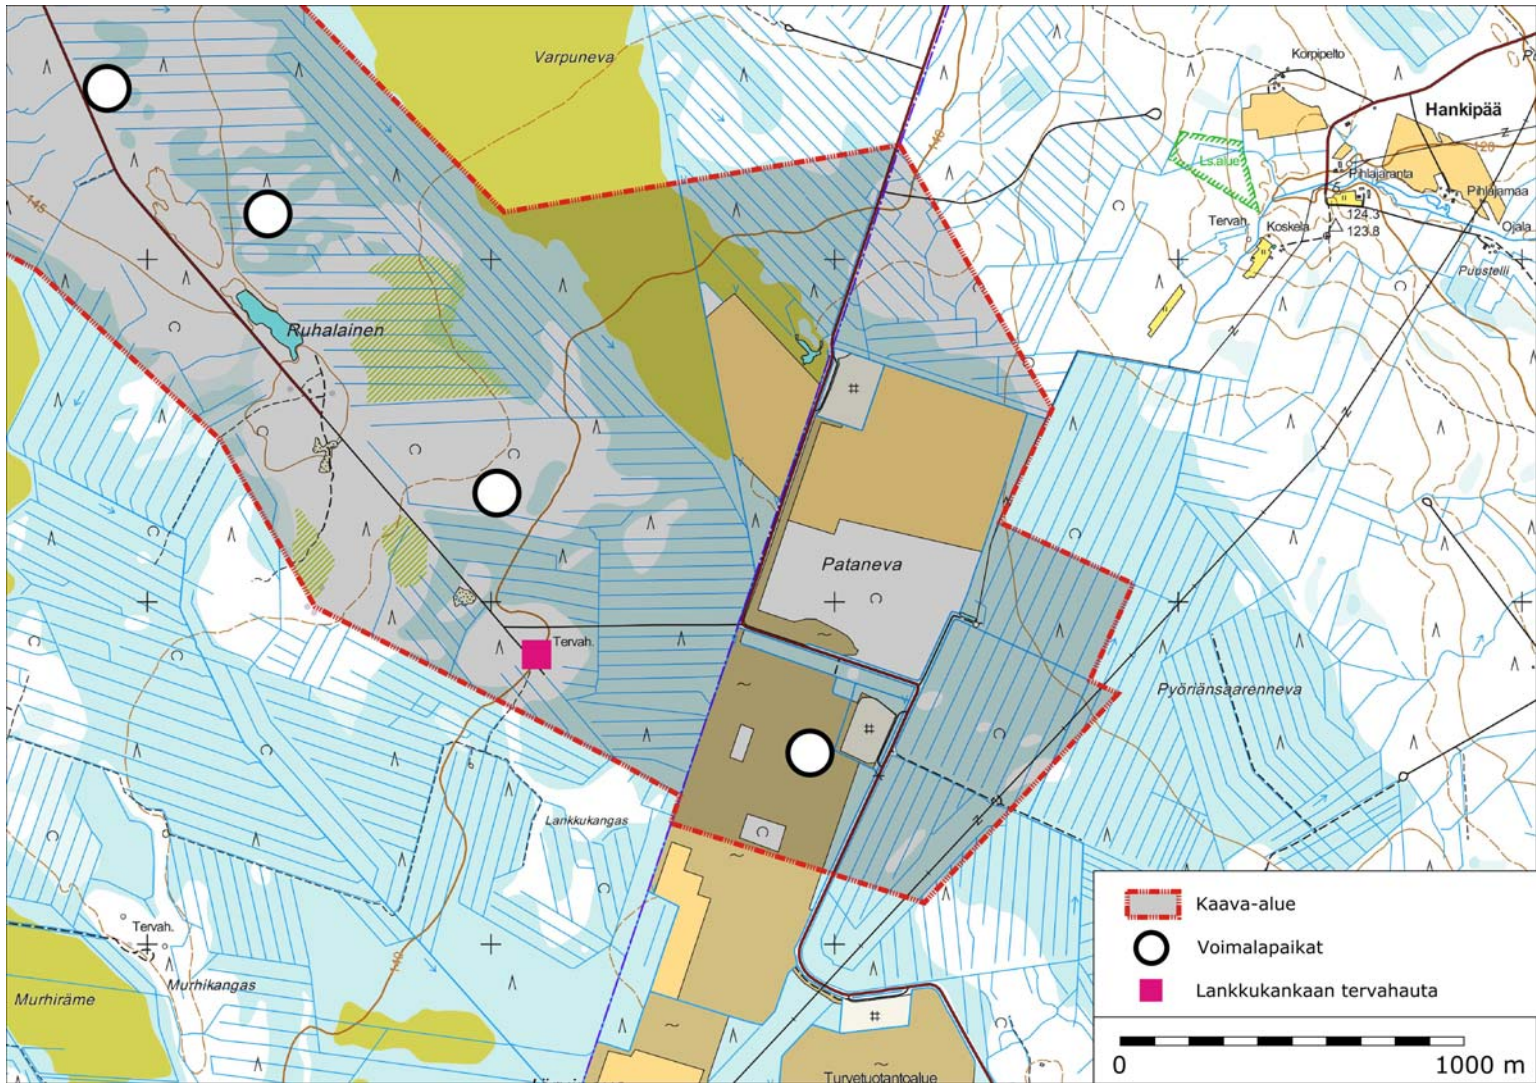 Varpuneva
Korpipelto
Hankipää
140
120
Ls.alue
Pihlajaranta
Pihlajamaa
145
Tervah.
Koskela
124.3
123.8
Ojala
Puustelli
Ruhalainen
Pataneva
Tervah.
Pyöriänsaarenneva
Lankkukangas
Tervah.
140
Murhikangas
Murhiräme
Turvetuotantoalue
Kaava-alue
Voimalapaikat
Lankkukankaan tervahauta
0
1000 m